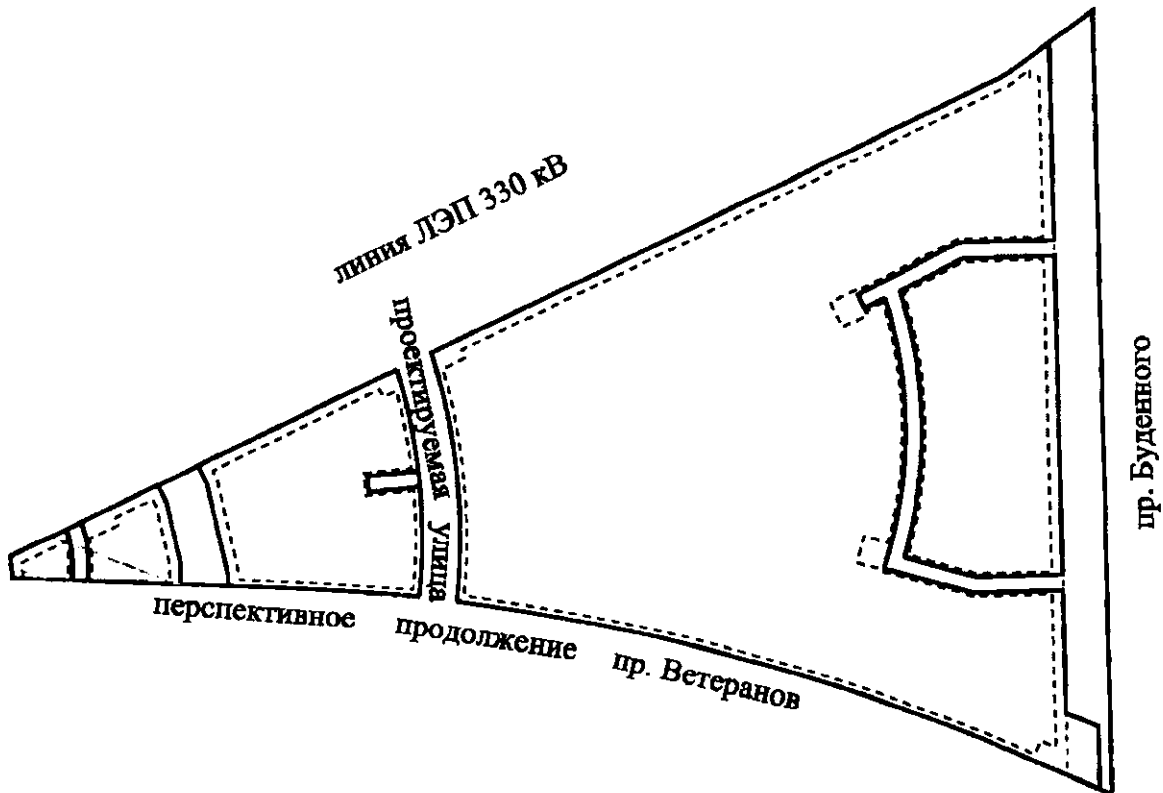 линия ЛЭП 330 кВ
проектируемая улица
пр. Буденного
перспективное продолжение пр. Ветеранов